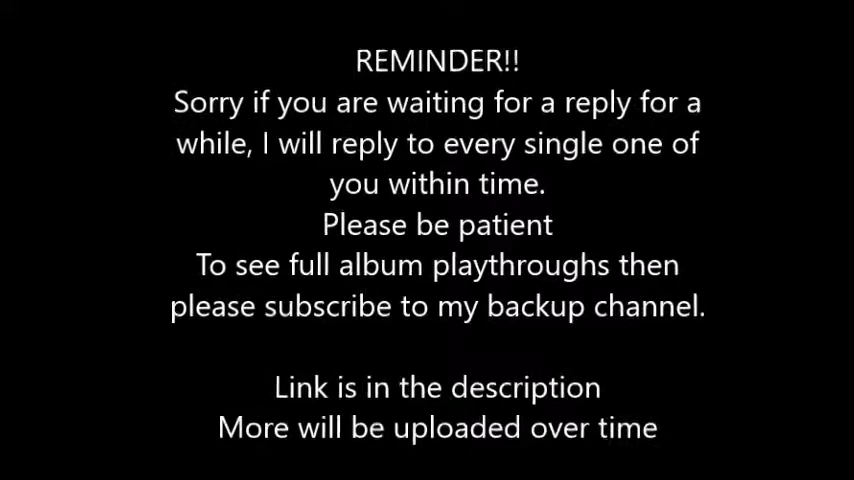 REMINDER!!
Sorry if you are waiting for a reply for a
while, I will reply to every single one of
you within time.
Please be patient
To see full album playthroughs then
please subscribe to my backup channel.
Link is in the description
More will be uploaded over time